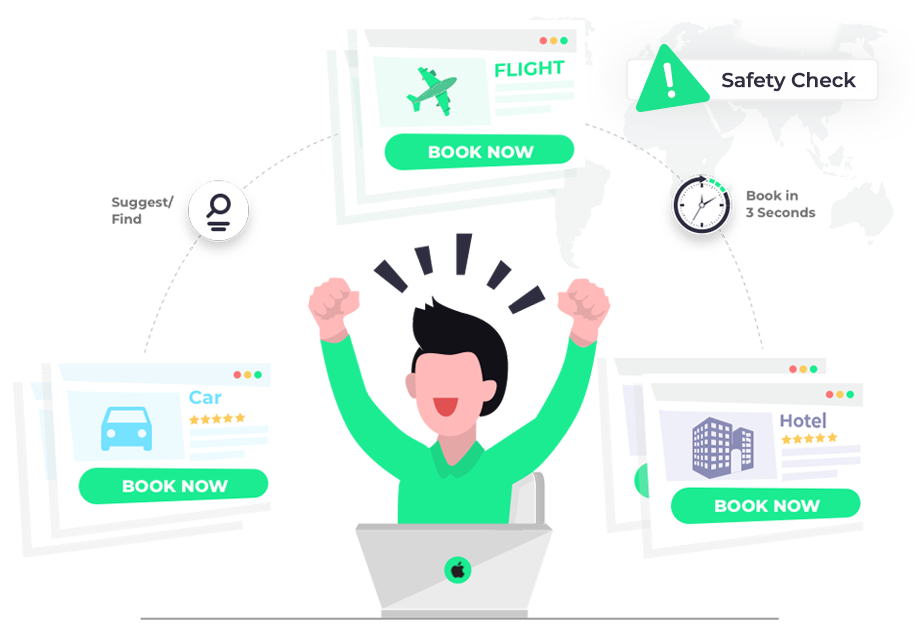 FLIGHT
BOOK NOW
Safety Check
Suggest/
Find
Book in
3 Seconds
Car
BOOK NOW
Hotel
BOOK NOW